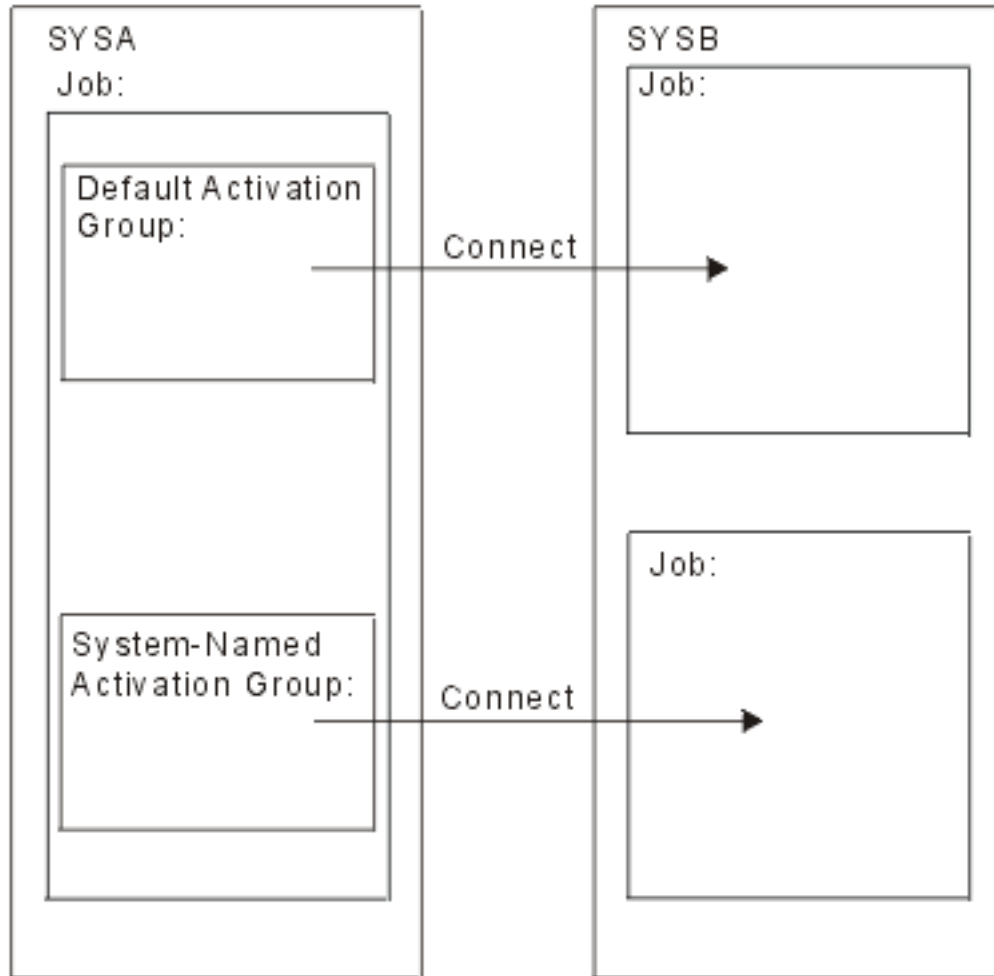 SYSA
Job:
Default Activation
Group:
Connect
System-Named
Activation Group:
Connect
SYSB
Job:
Job: